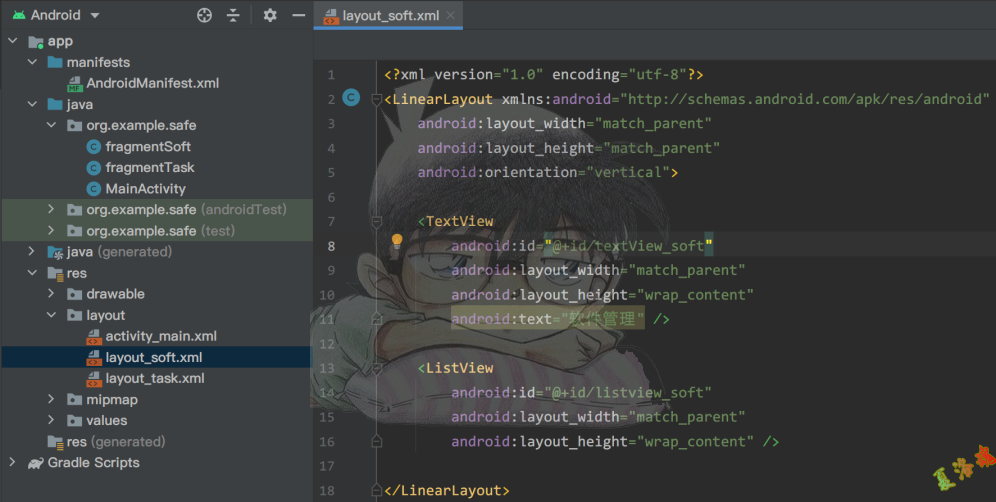 Android
layout_soft.xml
app
manifests
AndroidManifest.xml
java
org.example.safe
fragmentSoft
fragmentTask
MainActivity
org.example.safe (androidTest)
org.example.safe (test)
java (generated)
res
drawable
layout
activity_main.xml
layout_soft.xml
layout_task.xml
mipmap
values
res (generated)
Gradle Scripts
1 <?xml version="1.0" encoding="utf-8"?>
2 <LinearLayout xmlns:android="http://schemas.android.com/apk/res/android"
3 android:layout_width="match_parent"
4 android:layout_height="match_parent"
5 android:orientation="vertical">
6
7 <TextView
8 android:id="@+id/textView_soft"
9 android:layout_width="match_parent"
10 android:layout_height="wrap_content"
11 android:text="软件管理" />
12
13 <ListView
14 android:id="@+id/listview_soft"
15 android:layout_width="match_parent"
16 android:layout_height="wrap_content" />
17
18 </LinearLayout>